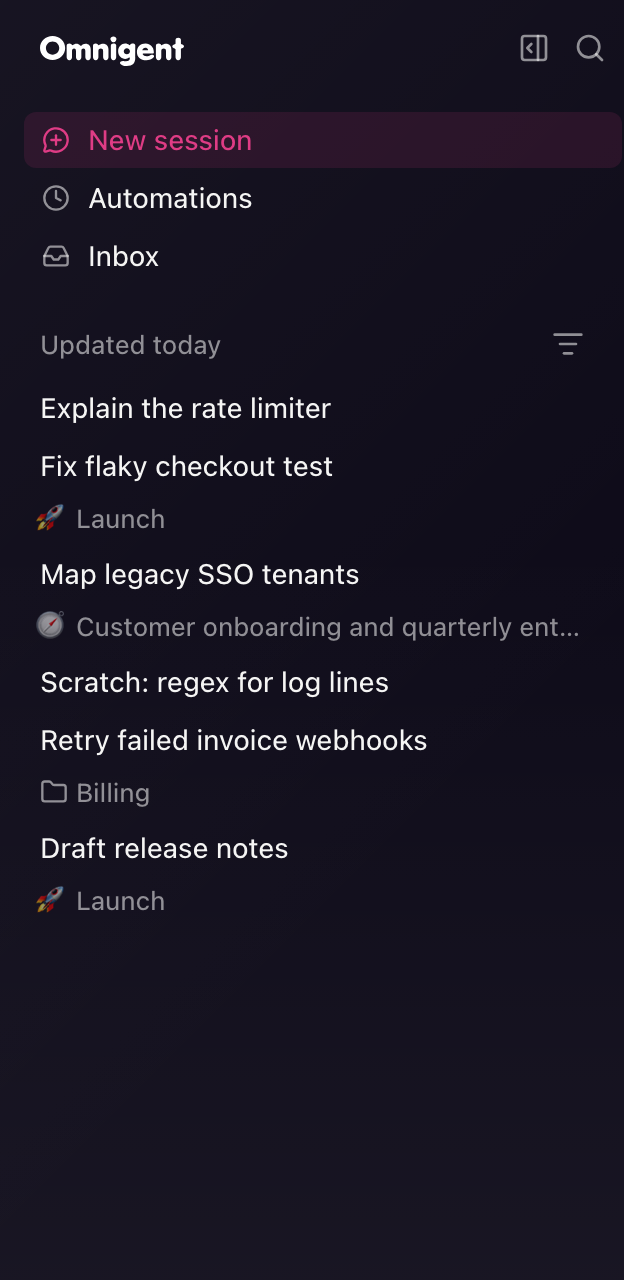 Omnigent
New session
Automations
Inbox
Updated today
Explain the rate limiter
Fix flaky checkout test
🚀 Launch
Map legacy SSO tenants
🧭 Customer onboarding and quarterly ent...
Scratch: regex for log lines
Retry failed invoice webhooks
Billing
Draft release notes
🚀 Launch